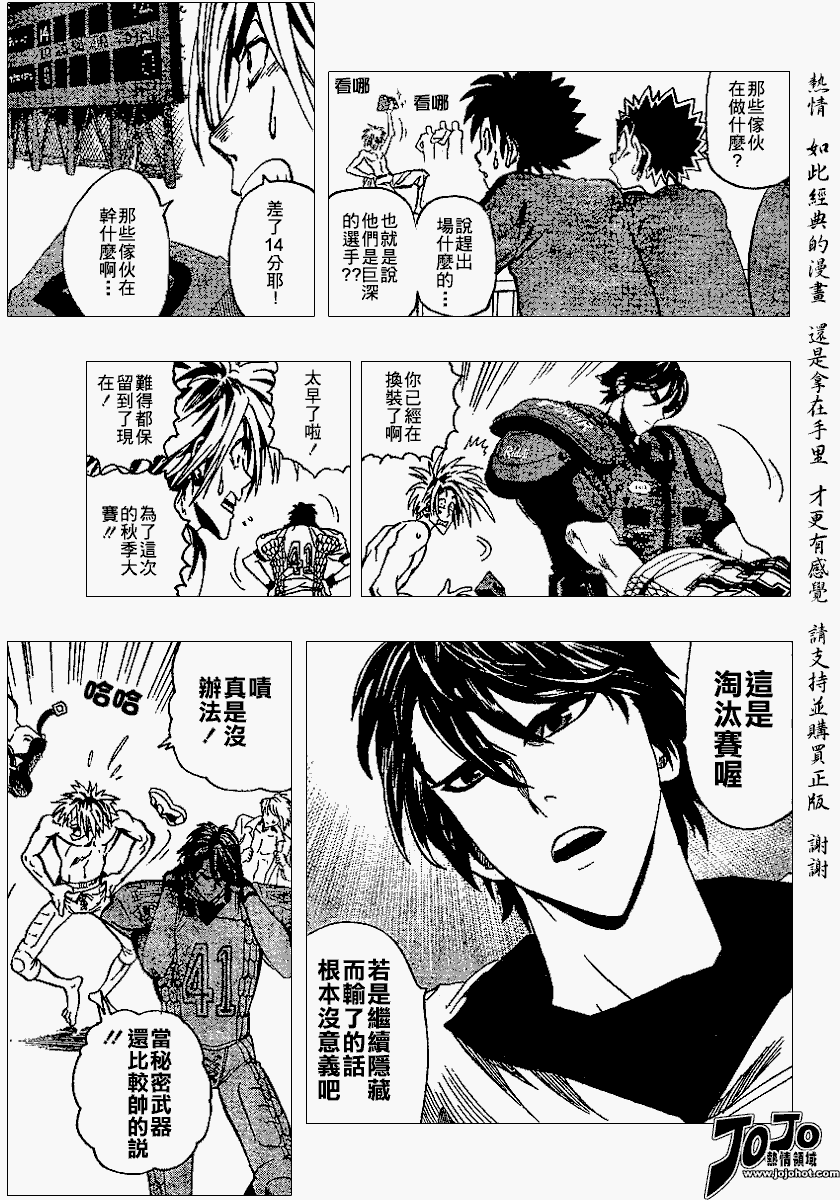 那些傢伙
在做什麼？
看哪
看哪
說趕出
場什麼的…
也就是說
他們是巨深
的選手??
差了14分耶！
那些傢伙在
幹什麼啊…
你已經在
換裝了啊
太早了啦！
難得都保
留到了現
在！
為了這次
的秋季大
賽!!
這是
淘汰賽喔
若是繼續隱藏
而輸了的話
根本沒意義吧
嘖
真是沒
辦法！
哈哈
41
41
當秘密武器
還比較帥的說
!!
熱情 如此經典的漫畫 還是拿在手里 才更有感覺 請支持並購買正版 謝謝
JOJO
熱情領域
www.jojohot.com